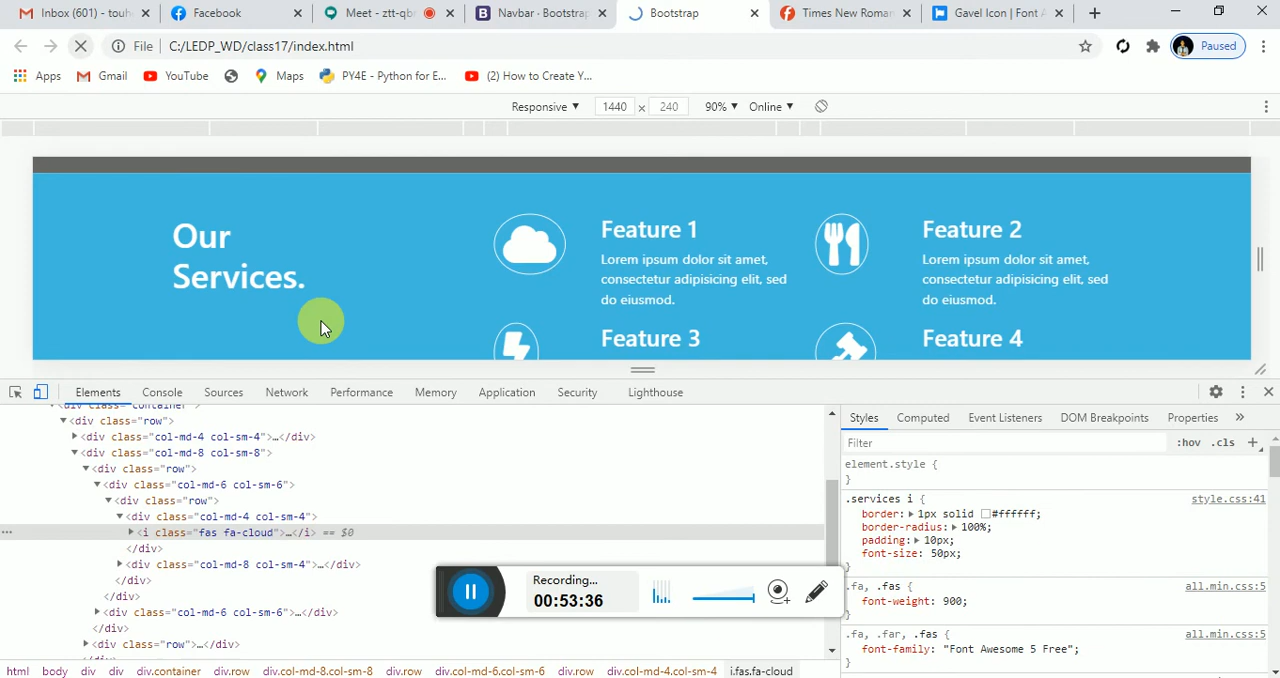 Inbox (601) - touh
Facebook
Meet - ztt-qbr
Navbar · Bootstrap
Bootstrap
Times New Roman
Gavel Icon | Font A
File
C:/LEDP_WD/class17/index.html
Paused
Apps
Gmail
YouTube
Maps
PY4E - Python for E...
(2) How to Create Y...
Responsive ▼ 1440 x 240 90% ▼ Online ▼
Our
Services.
Feature 1
Lorem ipsum dolor sit amet,
consectetur adipisicing elit, sed
do eiusmod.
Feature 2
Lorem ipsum dolor sit amet,
consectetur adipisicing elit, sed
do eiusmod.
Feature 3
Feature 4
Elements Console Sources Network Performance Memory Application Security Lighthouse
<div class="container">
▼<div class="row">
▶<div class="col-md-4 col-sm-4">…</div>
▼<div class="col-md-8 col-sm-8">
▼<div class="row">
▼<div class="col-md-6 col-sm-6">
▼<div class="row">
▼<div class="col-md-4 col-sm-4">
▶<i class="fas fa-cloud">…</i> == $0
</div>
▶<div class="col-md-8 col-sm-8">…</div>
</div>
</div>
▶<div class="col-md-6 col-sm-6">…</div>
</div>
▶<div class="row">…</div>
html body div div div.container div.row div.col-md-8.col-sm-8 div.row div.col-md-6.col-sm-6 div.row div.col-md-4.col-sm-4 i.fas.fa-cloud
Styles Computed Event Listeners DOM Breakpoints Properties »
Filter
:hov .cls +
element.style {
}
.services i {
style.css:41
border:▶ 1px solid #ffffff;
border-radius:▶ 100%;
padding:▶ 10px;
font-size: 50px;
}
.fa, .fas {
all.min.css:5
font-weight: 900;
}
.fa, .far, .fas {
all.min.css:5
font-family: "Font Awesome 5 Free";
}
Recording...
00:53:36